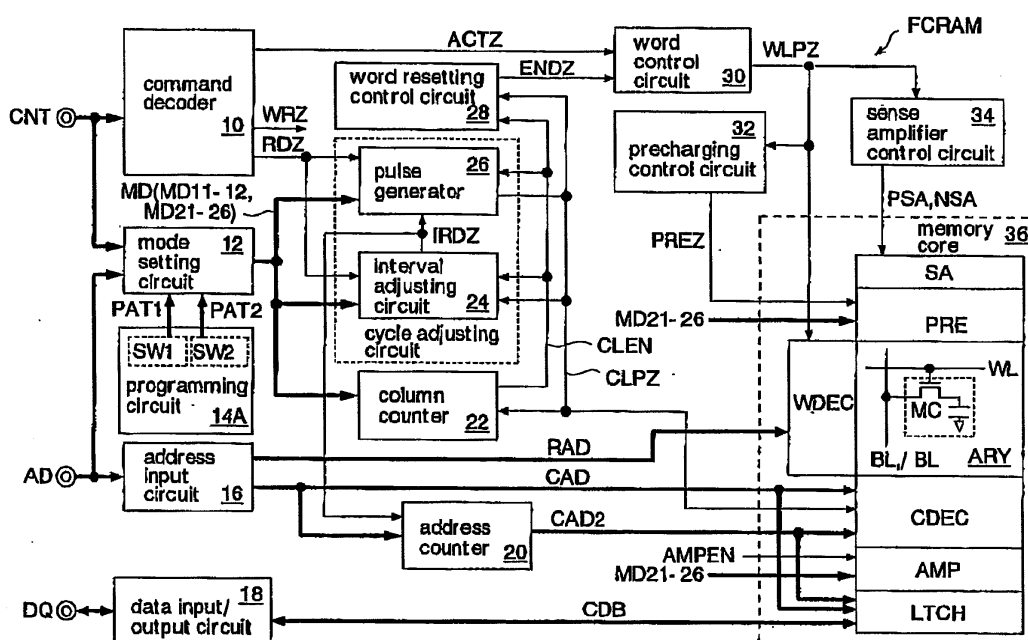 FCRAM
CNT
command
decoder
10
ACTZ
WRZ
RDZ
word resetting
control circuit
28
ENDZ
word
control
circuit
30
WLPZ
32
precharging
control circuit
sense
amplifier
control circuit
34
PSA,NSA
PREZ
pulse
generator
26
MD(MD11-12,
MD21-26)
mode
setting
circuit
12
IRDZ
interval
adjusting
circuit
24
cycle adjusting
circuit
PAT1
PAT2
SW1
SW2
programming
circuit
14A
column
counter
22
CLEN
CLPZ
memory
core
36
SA
MD21-26
PRE
WDEC
WL
MC
BL, / BL
ARY
AD
address
input
circuit
16
RAD
CAD
address
counter
20
CAD2
CDEC
AMPEN
MD21-26
AMP
LTCH
DQ
data input/
output circuit
18
CDB